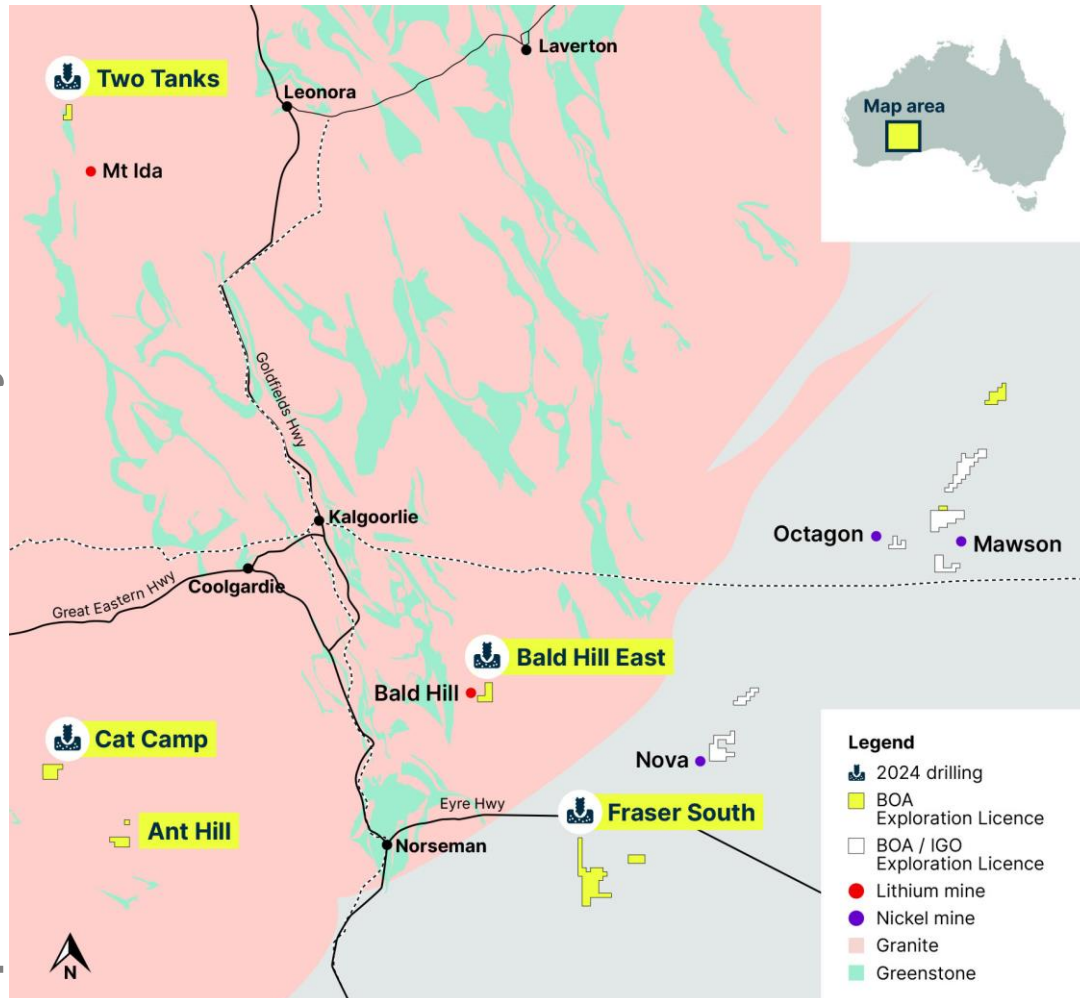 Laverton
Map area
Two Tanks
Leonora
Mt Ida
Goldfields Hwy
Kalgoorlie
Octagon
Mawson
Coolgardie
Great Eastern Hwy
Bald Hill East
Bald Hill
Cat Camp
Nova
Ant Hill
Eyre Hwy
Fraser South
Norseman
N
Legend
2024 drilling
BOA
Exploration Licence
BOA / IGO
Exploration Licence
Lithium mine
Nickel mine
Granite
Greenstone